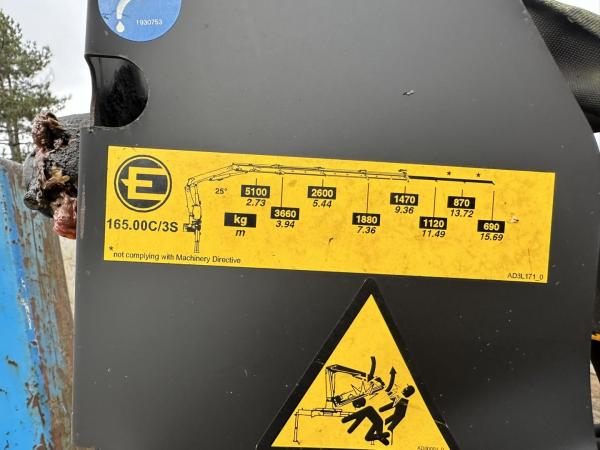 1930753
E
25°
5100 2600 1470 870
2.73 5.44 9.36 13.72
165.00C/3S
kg 3660 1880 1120 690
m 3.94 7.36 11.49 15.69
* *
*
not complying with Machinery Directive
AD3L171_0